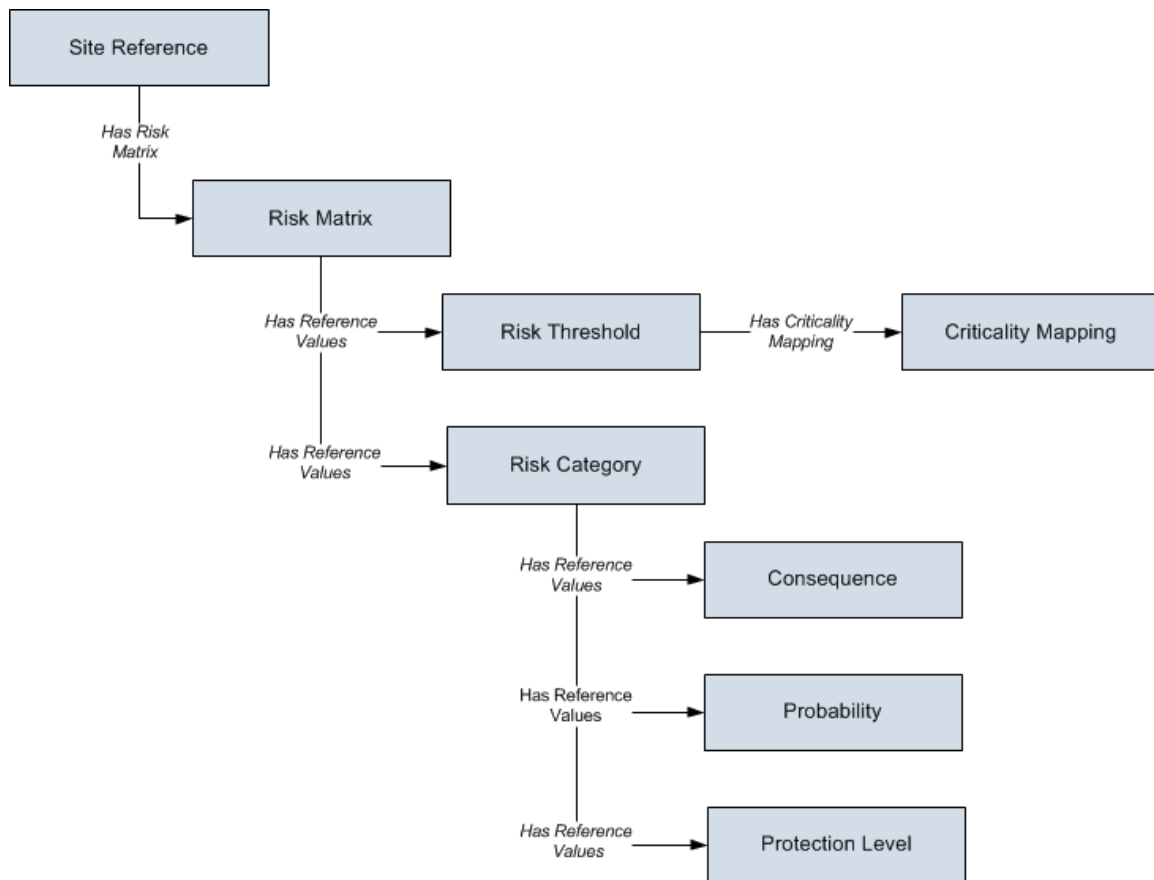 Site Reference
Has Risk
Matrix
Risk Matrix
Has Reference
Values
Risk Threshold
Has Criticality
Mapping
Criticality Mapping
Has Reference
Values
Risk Category
Has Reference
Values
Consequence
Has Reference
Values
Probability
Has Reference
Values
Protection Level